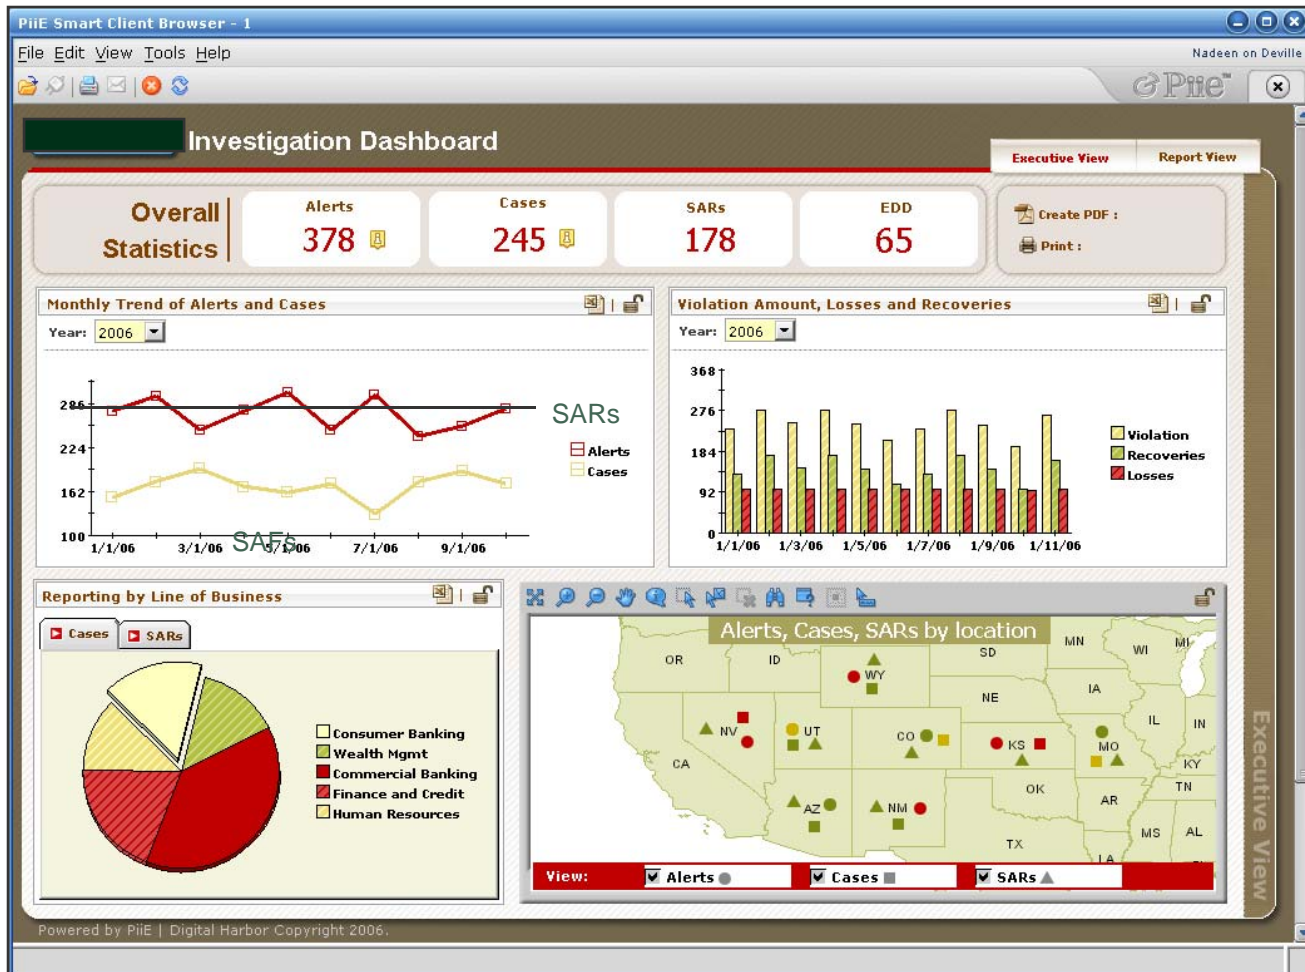 PiiE Smart Client Browser - 1
File Edit View Tools Help
Nadeen on Deville
Piie™
Investigation Dashboard
Executive View
Report View
Overall
Statistics
Alerts
378
Cases
245
SARs
178
EDD
65
Create PDF :
Print :
Monthly Trend of Alerts and Cases
Year: 2006
286
224
162
100
1/1/06 3/1/06 5/1/06 7/1/06 9/1/06
SARs
SAFs
Alerts
Cases
Violation Amount, Losses and Recoveries
Year: 2006
368
276
184
92
0
1/1/06 1/3/06 1/5/06 1/7/06 1/9/06 1/11/06
Violation
Recoveries
Losses
Reporting by Line of Business
Cases
SARs
Consumer Banking
Wealth Mgmt
Commercial Banking
Finance and Credit
Human Resources
Alerts, Cases, SARs by location
OR ID SD MN WI MI
WY
NE IA
IL IN
NV UT CO KS MO
CA KY
OK TN
AZ NM AR
MS AL
TX LA
View: Alerts Cases SARs
Executive View
Powered by PiiE | Digital Harbor Copyright 2006.